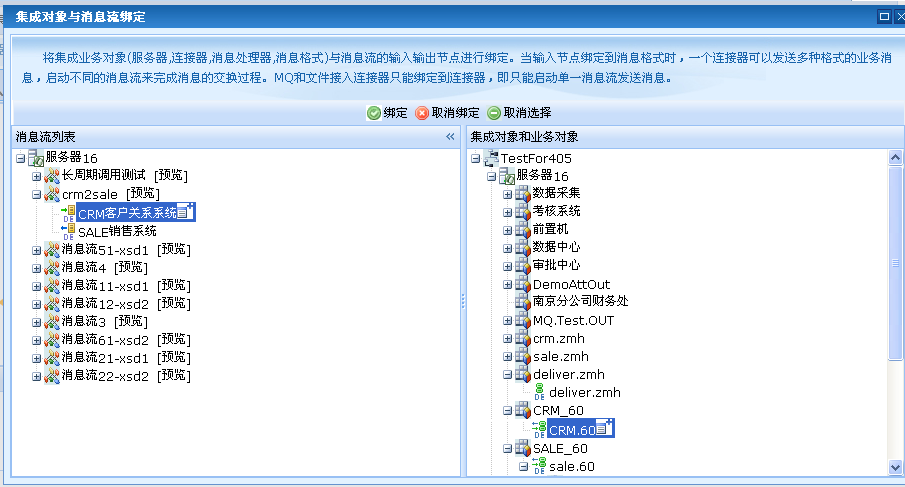 集成对象与消息流绑定
将集成业务对象(服务器,连接器,消息处理器,消息格式)与消息流的输入输出节点进行绑定。当输入节点绑定到消息格式时，一个连接器可以发送多种格式的业务消
息，启动不同的消息流来完成消息的交换过程。MQ和文件接入连接器只能绑定到连接器，即只能启动单一消息流发送消息。
绑定 取消绑定 取消选择
消息流列表
服务器16
长周期调用测试 [预览]
crm2sale [预览]
CRM客户关系系统
SALE销售系统
消息流51-xsd1 [预览]
消息流4 [预览]
消息流11-xsd1 [预览]
消息流12-xsd2 [预览]
消息流3 [预览]
消息流61-xsd2 [预览]
消息流21-xsd1 [预览]
消息流22-xsd2 [预览]
集成对象和业务对象
TestFor405
服务器16
数据采集
考核系统
前置机
数据中心
审批中心
DemoAttOut
南京分公司财务处
MQ.Test.OUT
crm.zmh
sale.zmh
deliver.zmh
deliver.zmh
CRM_60
CRM.60
SALE_60
sale.60